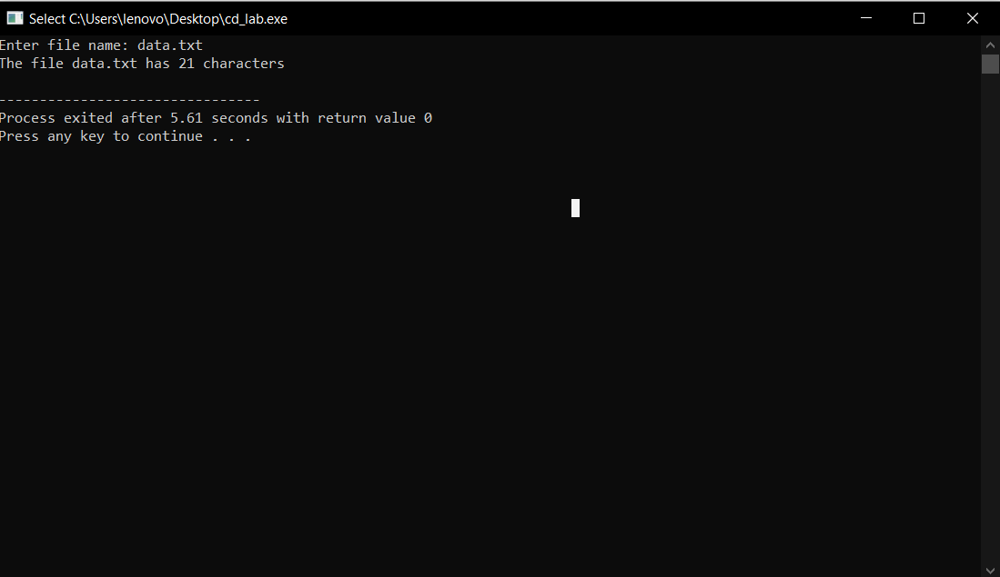 Select C:\Users\lenovo\Desktop\cd_lab.exe
Enter file name: data.txt
The file data.txt has 21 characters
--------------------------------
Process exited after 5.61 seconds with return value 0
Press any key to continue . . .